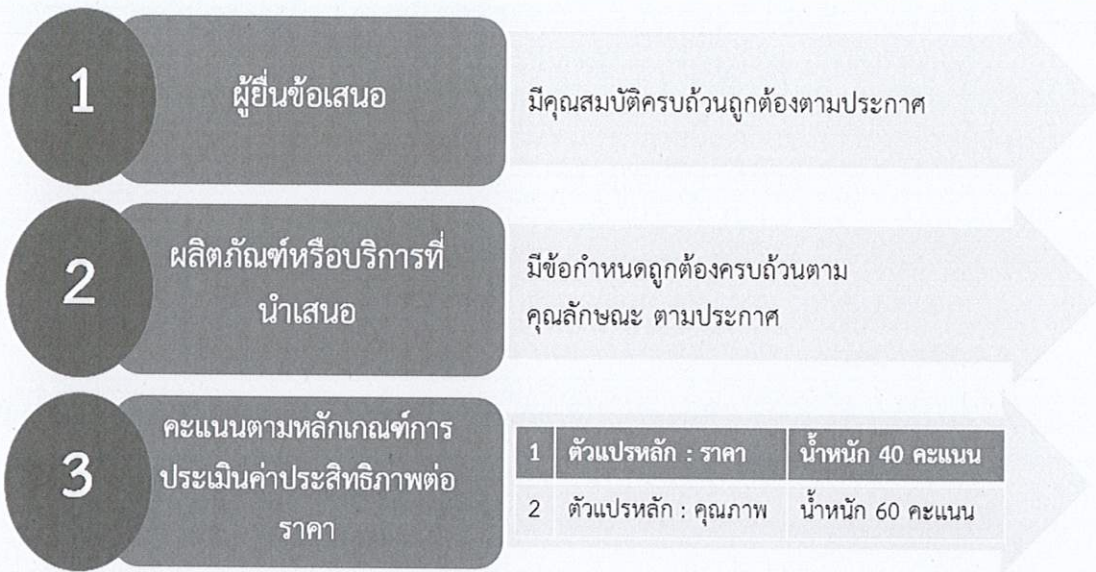 1
ผู้ยื่นข้อเสนอ
มีคุณสมบัติครบถ้วนถูกต้องตามประกาศ
2
ผลิตภัณฑ์หรือบริการที่
นำเสนอ
มีข้อกำหนดถูกต้องครบถ้วนตาม
คุณลักษณะ ตามประกาศ
3
คะแนนตามหลักเกณฑ์การ
ประเมินค่าประสิทธิภาพต่อ
ราคา
1 ตัวแปรหลัก : ราคา น้ำหนัก 40 คะแนน
2 ตัวแปรหลัก : คุณภาพ น้ำหนัก 60 คะแนน